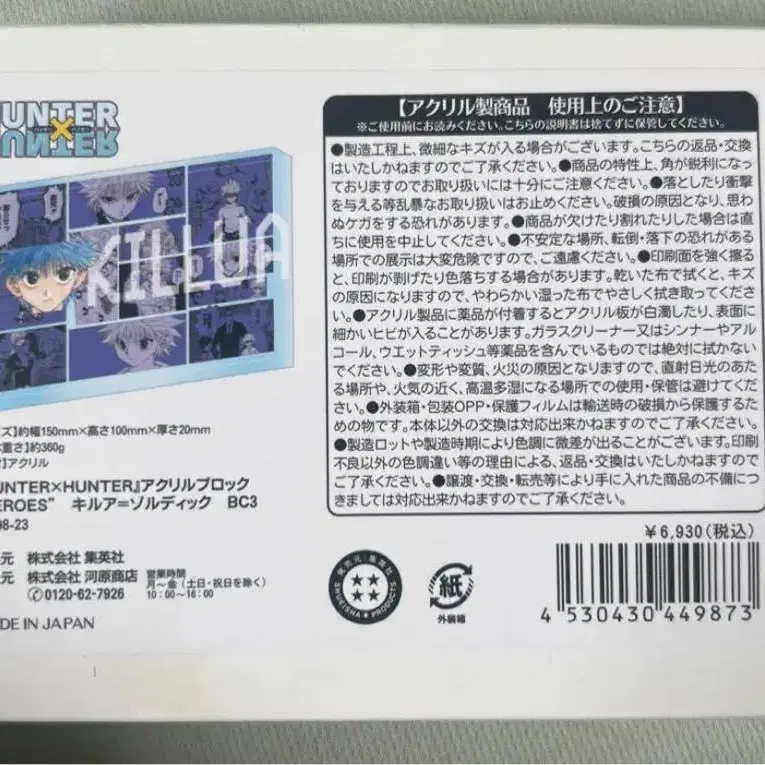 HUNTER
×
HUNTER
KILLUA
ズ】約幅150mm×高さ100mm×厚さ20mm
重さ】約360g
】アクリル
UNTER×HUNTER』アクリルブロック
EROES” キルア=ゾルディック BC3
98-23
元 株式会社 集英社
元 株式会社 河原商店 営業時間
月～金(土日・祝日を除く)
0120-62-7926 10:00～16:00
DE IN JAPAN
【アクリル製商品 使用上のご注意】
※ご使用前にお読みください。こちらの説明書は捨てずに保管してください。
●製造工程上、微細なキズが入る場合がございます。こちらの返品・交換
はいたしかねますのでご了承ください。●商品の特性上、角が鋭利になっ
ておりますのでお取り扱いには十分にご注意ください。●落としたり衝撃
を与える等乱暴なお取り扱いはお止めください。破損の原因となり、思わ
ぬケガをする恐れがあります。●商品が欠けたり割れたりした場合は直
ちに使用を中止してください。●不安定な場所、転倒・落下の恐れがある
場所での展示は大変危険ですので、ご遠慮ください。●印刷面を強く擦る
と、印刷が剥げたり色落ちする場合があります。乾いた布で拭くと、キズ
の原因になりますので、やわらかい湿った布でやさしく拭き取ってくださ
い。●アクリル製品に薬品が付着するとアクリル板が白濁したり、表面に
細かいヒビが入ることがあります。ガラスクリーナー又はシンナーやアル
コール、ウエットティッシュ等薬品を含んでいるものでは絶対に拭かない
でください。●変形や変質、火災の原因となりますので、直射日光のあた
る場所や、火気の近く、高温多湿になる場所での使用・保管は避けてくだ
さい。●外装箱・包装OPP・保護フィルムは輸送時の破損から保護するた
めの物です。本体以外の交換は対応出来かねますのでご了承ください。
●製造ロットや製造時期により色調に微差が出ることがございます。印刷
不良以外の色調違い等の理由による、返品・交換はいたしかねますので
ご了承ください。●譲渡・交換・転売等により手に入れた商品の不備につ
きましては対応出来かねますのでご了承ください。
￥6,930(税込)
発売元:集英社
SHUEISHA PRODUCTS
紙
外装箱
4 530430 449873